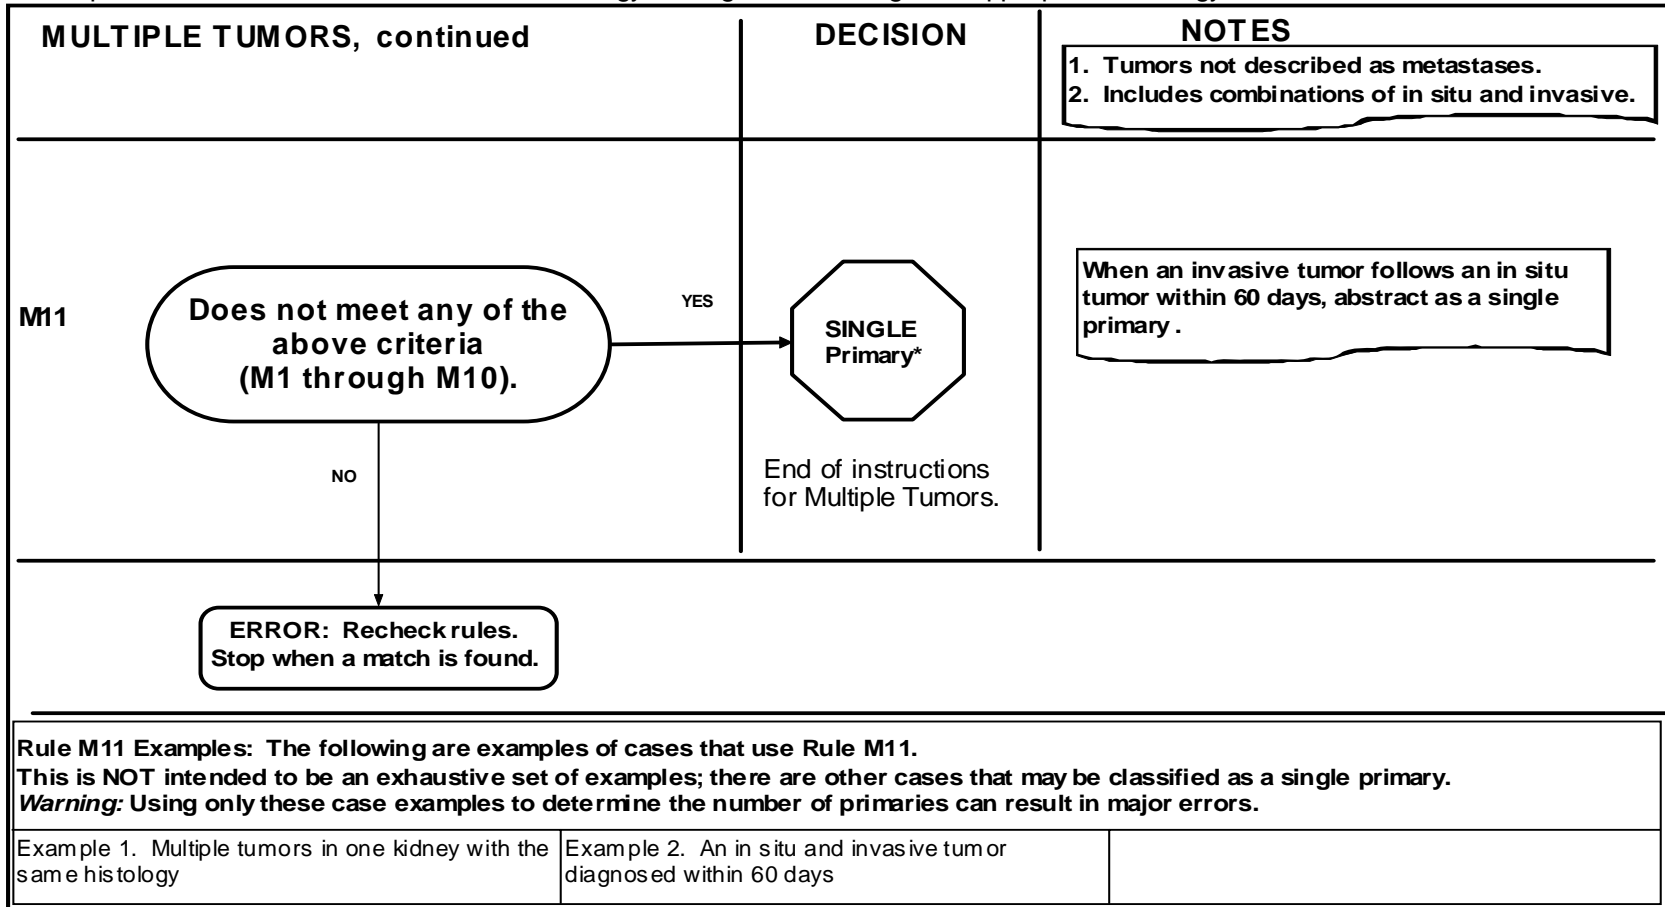 MULTIPLE TUMORS, continued
DECISION
NOTES
1. Tumors not described as metastases.
2. Includes combinations of in situ and invasive.
M11
Does not meet any of the
above criteria
(M1 through M10).
YES
SINGLE
Primary*
When an invasive tumor follows an in situ
tumor within 60 days, abstract as a single
primary .
NO
End of instructions
for Multiple Tumors.
ERROR: Recheck rules.
Stop when a match is found.
Rule M11 Examples: The following are examples of cases that use Rule M11.
This is NOT intended to be an exhaustive set of examples; there are other cases that may be classified as a single primary.
Warning: Using only these case examples to determine the number of primaries can result in major errors.
Example 1. Multiple tumors in one kidney with the
same histology
Example 2. An in situ and invasive tumor
diagnosed within 60 days